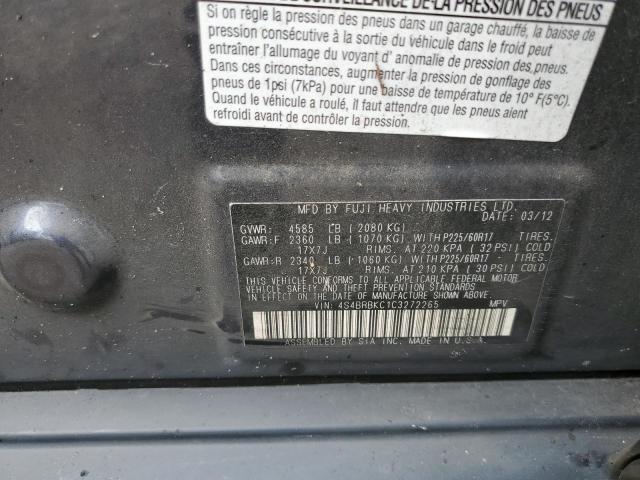 SURVEILLANCE DE LA PRESSION DES PNEUS
Si on règle la pression des pneus dans un garage chauffé, la baisse de
pression consécutive à la sortie du véhicule dans le froid peut
entraîner l'allumage du voyant d' anomalie de pression des pneus.
Dans ces circonstances, augmenter la pression de gonflage des
pneus de 1psi (7kPa) pour une baisse de température de 10° F(5°C).
Quand le véhicule a roulé, il faut attendre que les pneus aient
refroidi avant de contrôler la pression.
MFD BY FUJI HEAVY INDUSTRIES LTD.
DATE: 03/12
GVWR: 4585 LB ( 2080 KG)
GAWR:F 2360 LB ( 1070 KG) WITH P225/60R17 TIRES.
17X7J RIMS. AT 220 KPA ( 32 PSI) COLD
GAWR:R 2340 LB ( 1060 KG) WITH P225/60R17 TIRES.
17X7J RIMS. AT 210 KPA ( 30 PSI) COLD
THIS VEHICLE CONFORMS TO ALL APPLICABLE FEDERAL MOTOR
VEHICLE SAFETY AND THEFT PREVENTION STANDARDS
IN EFFECT ON THE DATE OF MANUFACTURE SHOWN ABOVE.
VIN: 4S4BRBKC1C3272265 MPV
ASSEMBLED BY SIA INC. MADE IN U.S.A.